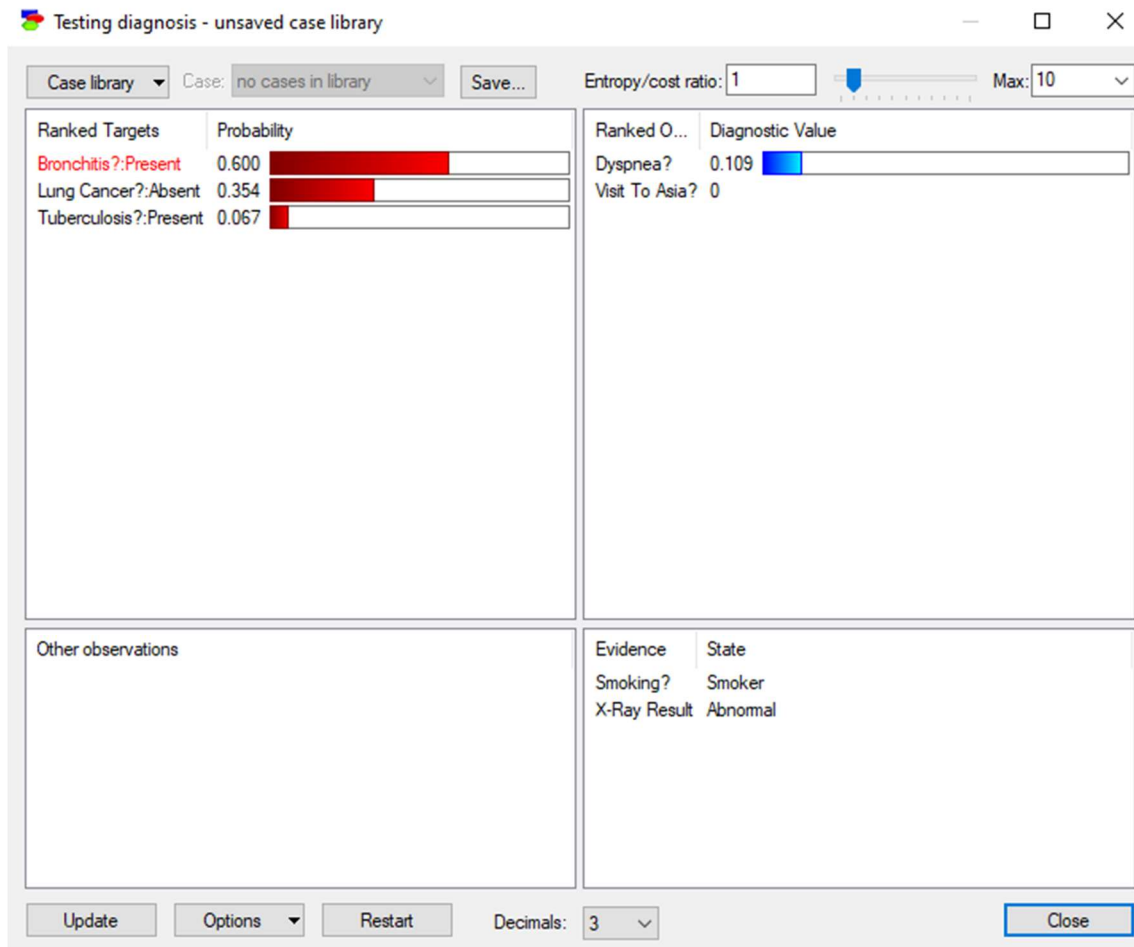 Testing diagnosis - unsaved case library
Case library Case: no cases in library Save... Entropy/cost ratio: 1 Max: 10
Ranked Targets Probability
Bronchitis?:Present 0.600
Lung Cancer?:Absent 0.354
Tuberculosis?:Present 0.067
Ranked O... Diagnostic Value
Dyspnea? 0.109
Visit To Asia? 0
Other observations
Evidence State
Smoking? Smoker
X-Ray Result Abnormal
Update Options Restart Decimals: 3 Close